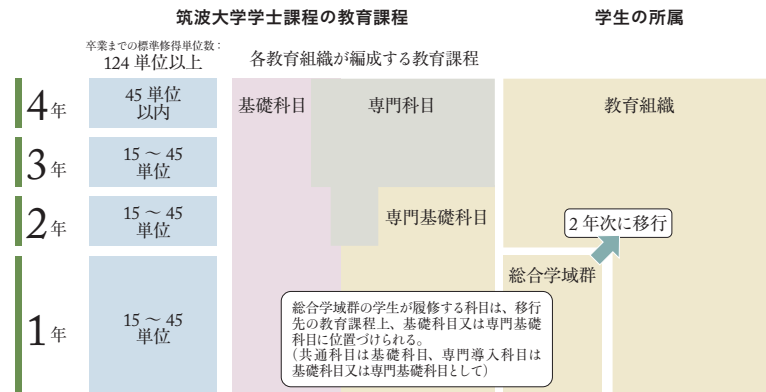 筑波大学学士課程の教育課程
学生の所属
卒業までの標準修得単位数：
124 単位以上
各教育組織が編成する教育課程
4年
45 単位
以内
基礎科目
専門科目
教育組織
3年
15 ～ 45
単位
2年
15 ～ 45
単位
専門基礎科目
2 年次に移行
総合学域群
1年
15 ～ 45
単位
総合学域群の学生が履修する科目は、移行
先の教育課程上、基礎科目又は専門基礎
科目に位置づけられる。
（共通科目は基礎科目、専門導入科目は
基礎科目又は専門基礎科目として）